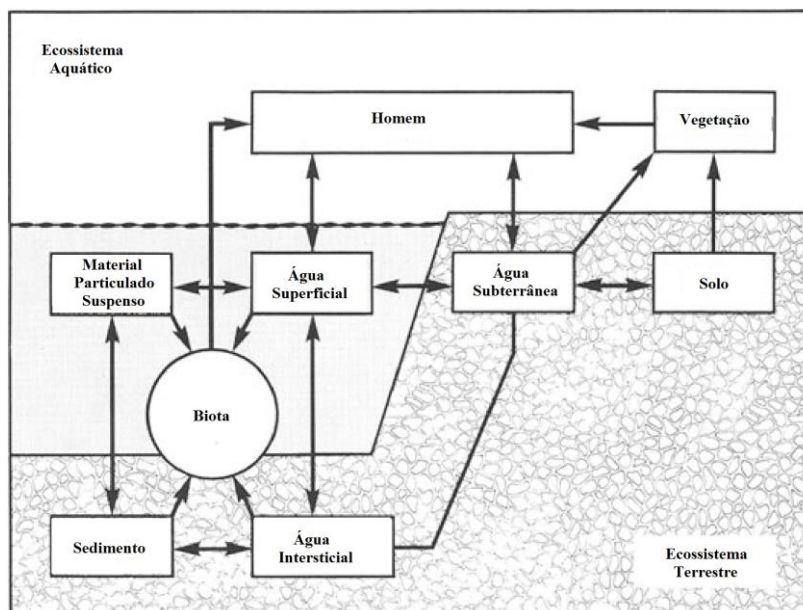 Ecossistema
Aquático
Homem
Vegetação
Material
Particulado
Suspenso
Água
Superficial
Água
Subterrânea
Solo
Biota
Sedimento
Água
Intersticial
Ecossistema
Terrestre